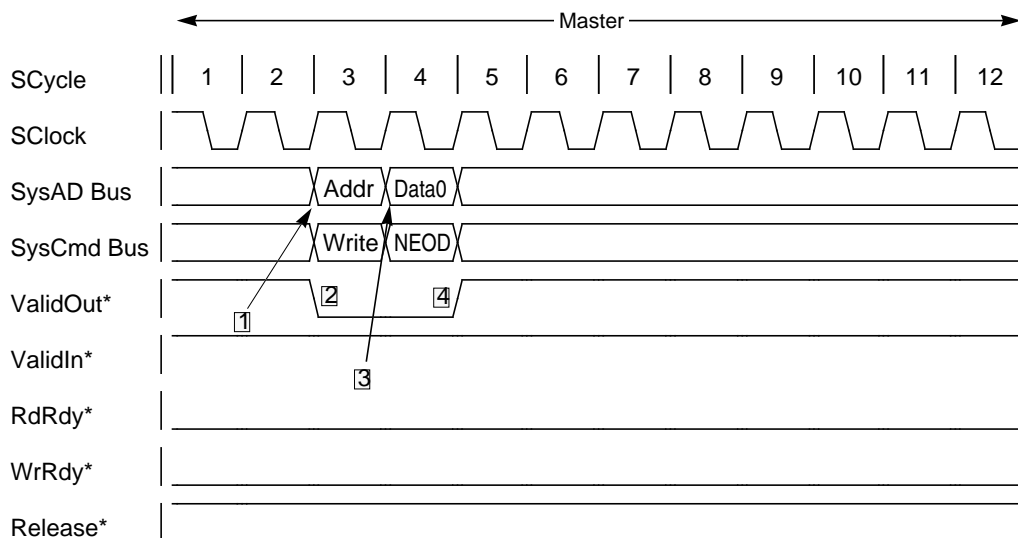 Master
SCycle 1 2 3 4 5 6 7 8 9 10 11 12
SClock
SysAD Bus Addr Data0
SysCmd Bus Write NEOD
ValidOut* 2 4
1
ValidIn*
3
RdRdy*
WrRdy*
Release*